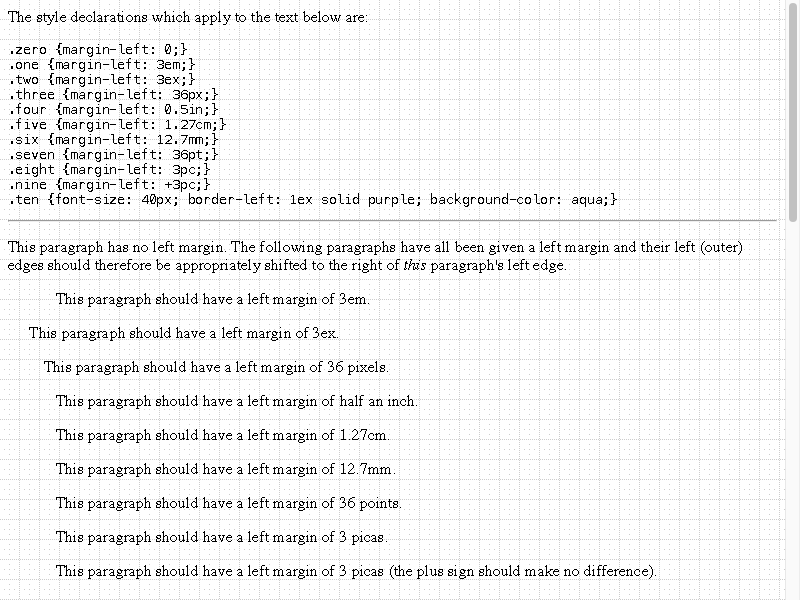 The style declarations which apply to the text below are:
.zero {margin-left: 0;}
.one {margin-left: 3em;}
.two {margin-left: 3ex;}
.three {margin-left: 36px;}
.four {margin-left: 0.5in;}
.five {margin-left: 1.27cm;}
.six {margin-left: 12.7mm;}
.seven {margin-left: 36pt;}
.eight {margin-left: 3pc;}
.nine {margin-left: +3pc;}
.ten {font-size: 40px; border-left: 1ex solid purple; background-color: aqua;}
This paragraph has no left margin. The following paragraphs have all been given a left margin and their left (outer)
edges should therefore be appropriately shifted to the right of this paragraph's left edge.
This paragraph should have a left margin of 3em.
This paragraph should have a left margin of 3ex.
This paragraph should have a left margin of 36 pixels.
This paragraph should have a left margin of half an inch.
This paragraph should have a left margin of 1.27cm.
This paragraph should have a left margin of 12.7mm.
This paragraph should have a left margin of 36 points.
This paragraph should have a left margin of 3 picas.
This paragraph should have a left margin of 3 picas (the plus sign should make no difference).